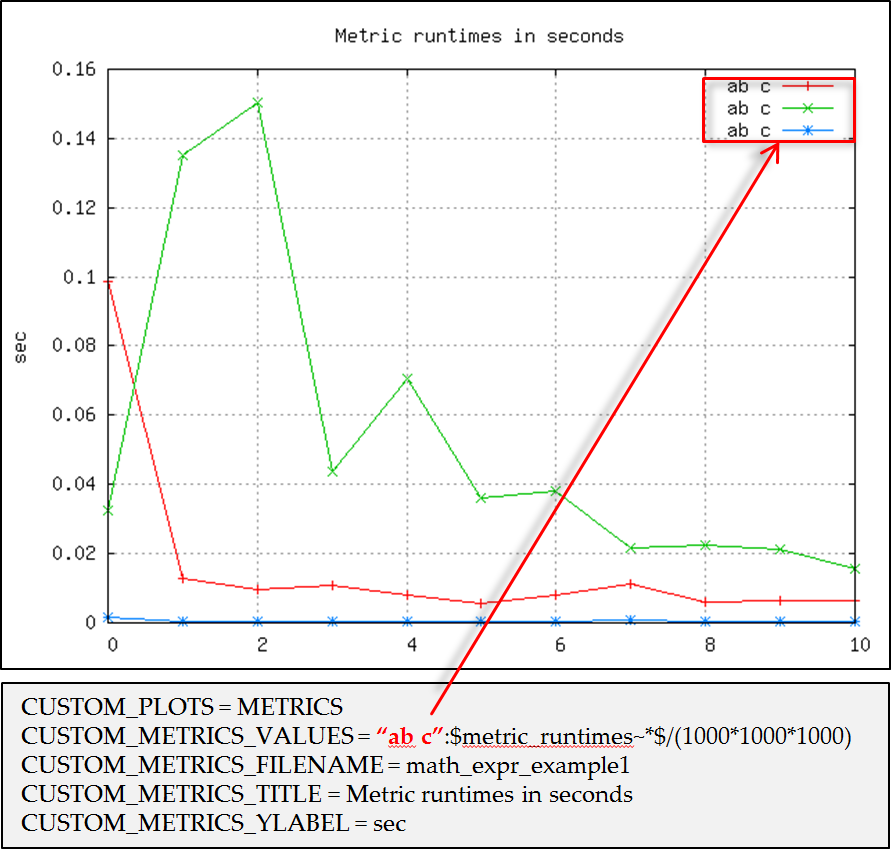 Metric runtimes in seconds
0.16
ab c
ab c
ab c
0.14
0.12
0.1
0.08
0.06
0.04
0.02
0
sec
0 2 4 6 8 10
CUSTOM_PLOTS = METRICS
CUSTOM_METRICS_VALUES = “ab c”:$metric_runtimes~*$/(1000*1000*1000)
CUSTOM_METRICS_FILENAME = math_expr_example1
CUSTOM_METRICS_TITLE = Metric runtimes in seconds
CUSTOM_METRICS_YLABEL = sec